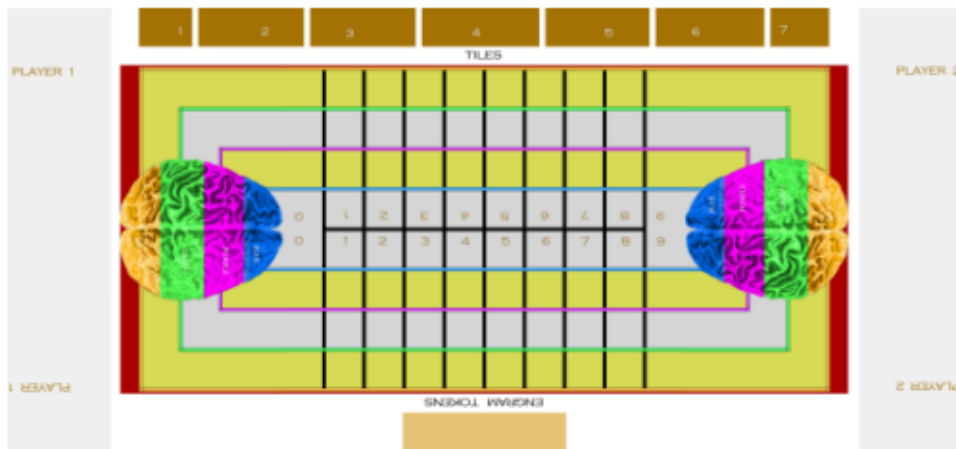 1 2 3 4 5 6 7
TILES
PLAYER 1 PLAYER 2
0 1 2 3 4 5 6 7 8 9
0 1 2 3 4 5 6 7 8 9
PLAYER 1 PLAYER 2
ENGRAM TOKENS